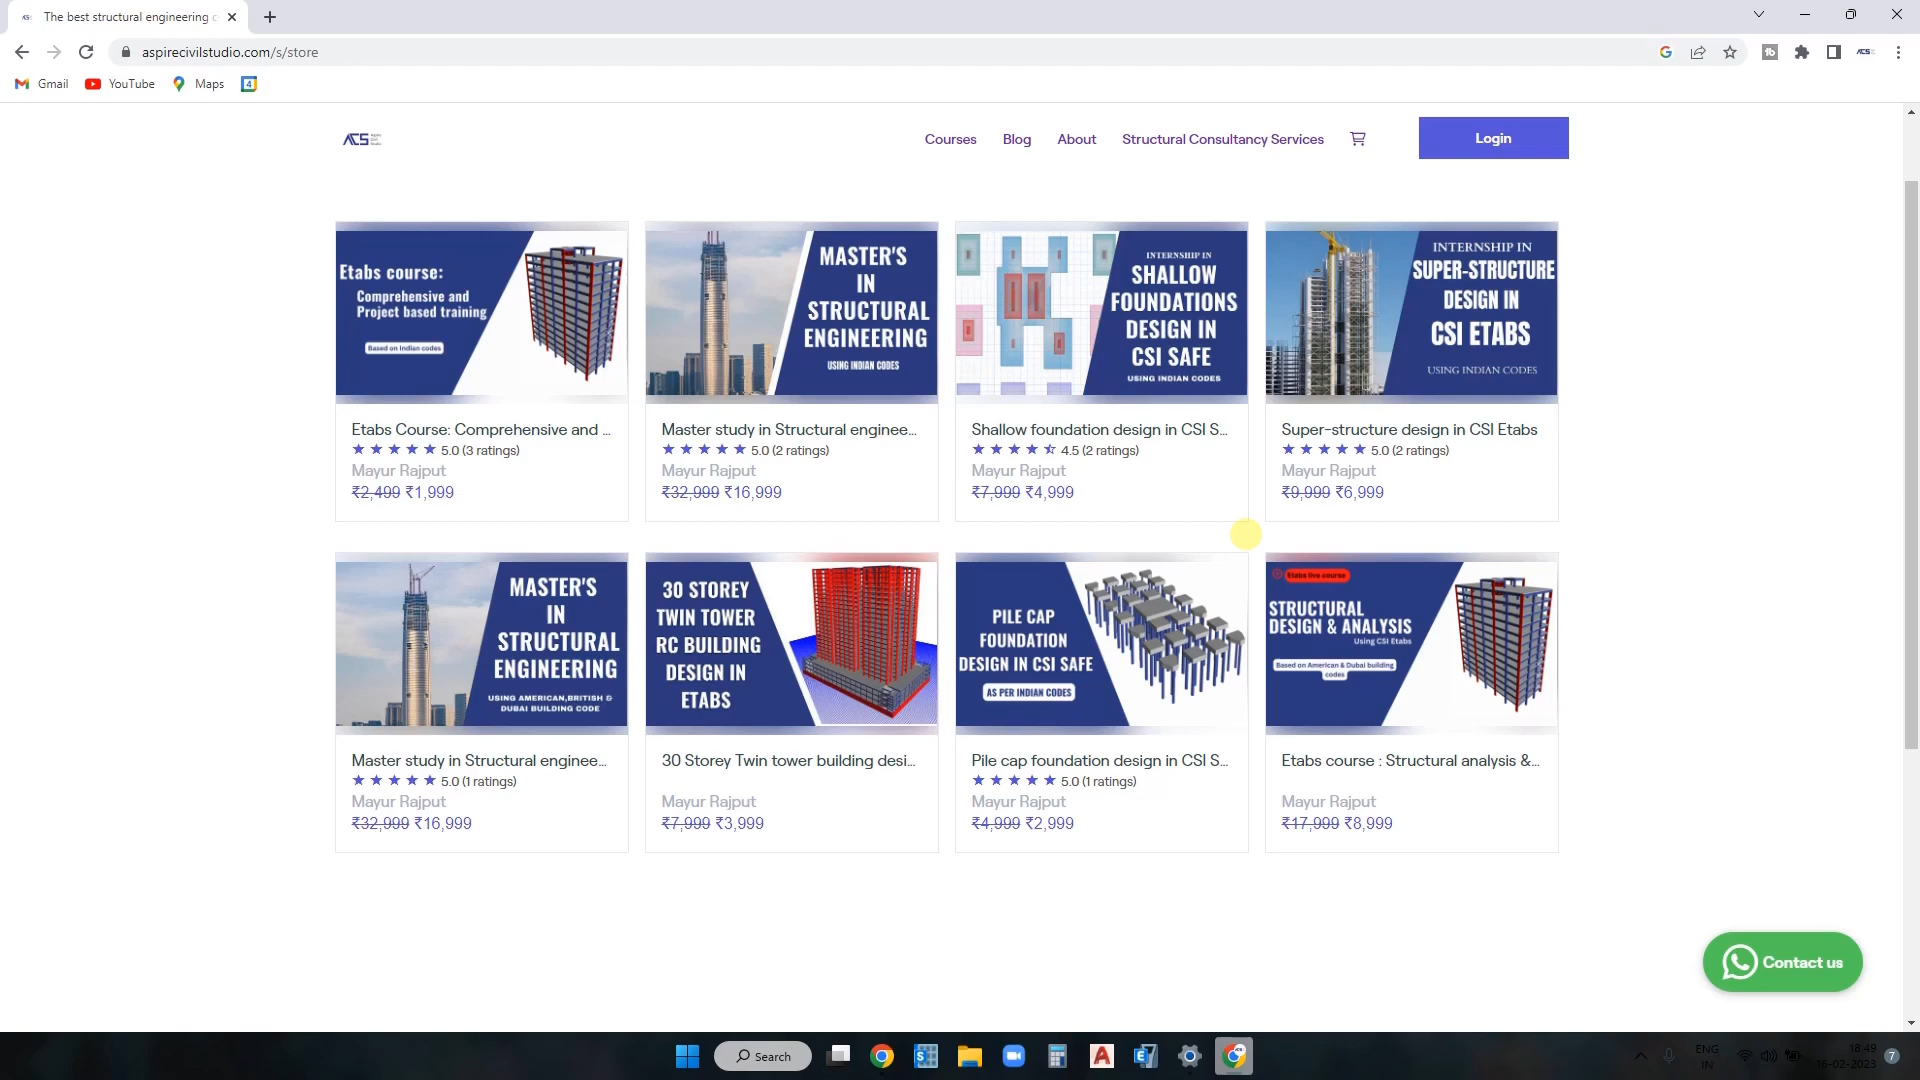 The best structural engineering c
aspirecivilstudio.com/s/store
Gmail
YouTube
Maps
4
ACS
Courses
Blog
About
Structural Consultancy Services
Login
Etabs course:
Comprehensive and
Project based training
Based on Indian codes
MASTER'S
IN
STRUCTURAL
ENGINEERING
USING INDIAN CODES
INTERNSHIP IN
SHALLOW
FOUNDATIONS
DESIGN IN
CSI SAFE
USING INDIAN CODES
INTERNSHIP IN
SUPER-STRUCTURE
DESIGN IN
CSI ETABS
USING INDIAN CODES
Etabs Course: Comprehensive and ...
5.0 (3 ratings)
Mayur Rajput
₹2,499 ₹1,999
Master study in Structural enginee...
5.0 (2 ratings)
Mayur Rajput
₹32,999 ₹16,999
Shallow foundation design in CSI S...
4.5 (2 ratings)
Mayur Rajput
₹7,999 ₹4,999
Super-structure design in CSI Etabs
5.0 (2 ratings)
Mayur Rajput
₹9,999 ₹6,999
MASTER'S
IN
STRUCTURAL
ENGINEERING
USING AMERICAN,BRITISH &
DUBAI BUILDING CODE
30 STOREY
TWIN TOWER
RC BUILDING
DESIGN IN
ETABS
PILE CAP
FOUNDATION
DESIGN IN CSI SAFE
AS PER INDIAN CODES
Etabs live course
STRUCTURAL
DESIGN & ANALYSIS
Using CSI Etabs
Based on American & Dubai building
codes
Master study in Structural enginee...
5.0 (1 ratings)
Mayur Rajput
₹32,999 ₹16,999
30 Storey Twin tower building desi...
Mayur Rajput
₹7,999 ₹3,999
Pile cap foundation design in CSI S...
5.0 (1 ratings)
Mayur Rajput
₹4,999 ₹2,999
Etabs course : Structural analysis &...
Mayur Rajput
₹17,999 ₹8,999
Contact us
Search
ENG
IN
18:49
16-02-2023
7